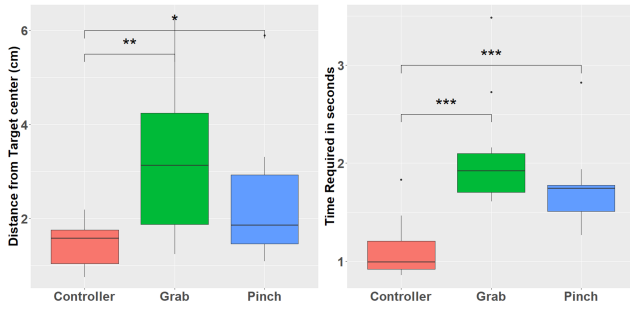 Distance from Target center (cm)
6
4
2
*
**
Controller Grab Pinch
Time Required in seconds
3
2
1
***
***
Controller Grab Pinch